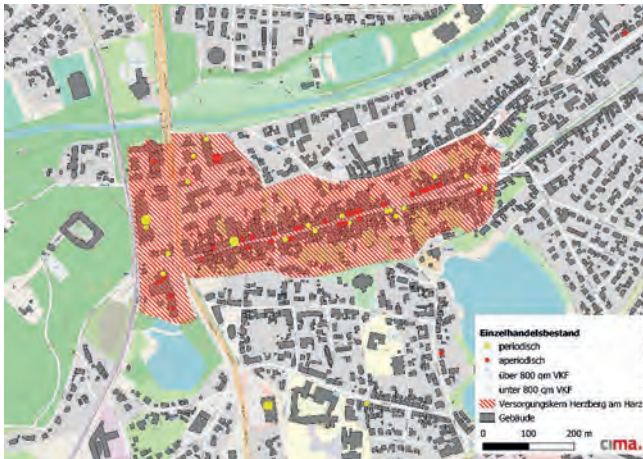 Einzelhandelsbestand
periodisch
aperiodisch
über 800 qm VKF
unter 800 qm VKF
Versorgungskern Herzberg am Harz
Gebäude
0 100 200 m
cima.